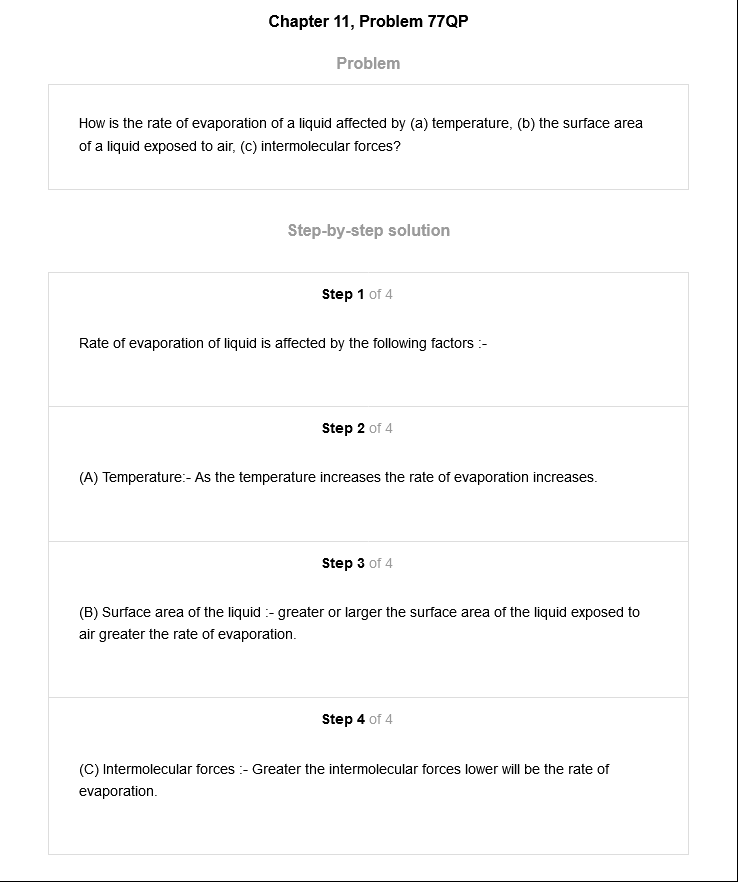 Chapter 11, Problem 77QP
Problem
How is the rate of evaporation of a liquid affected by (a) temperature, (b) the surface area
of a liquid exposed to air, (c) intermolecular forces?
Step-by-step solution
Step 1 of 4
Rate of evaporation of liquid is affected by the following factors :-
Step 2 of 4
(A) Temperature:- As the temperature increases the rate of evaporation increases.
Step 3 of 4
(B) Surface area of the liquid :- greater or larger the surface area of the liquid exposed to
air greater the rate of evaporation.
Step 4 of 4
(C) Intermolecular forces :- Greater the intermolecular forces lower will be the rate of
evaporation.